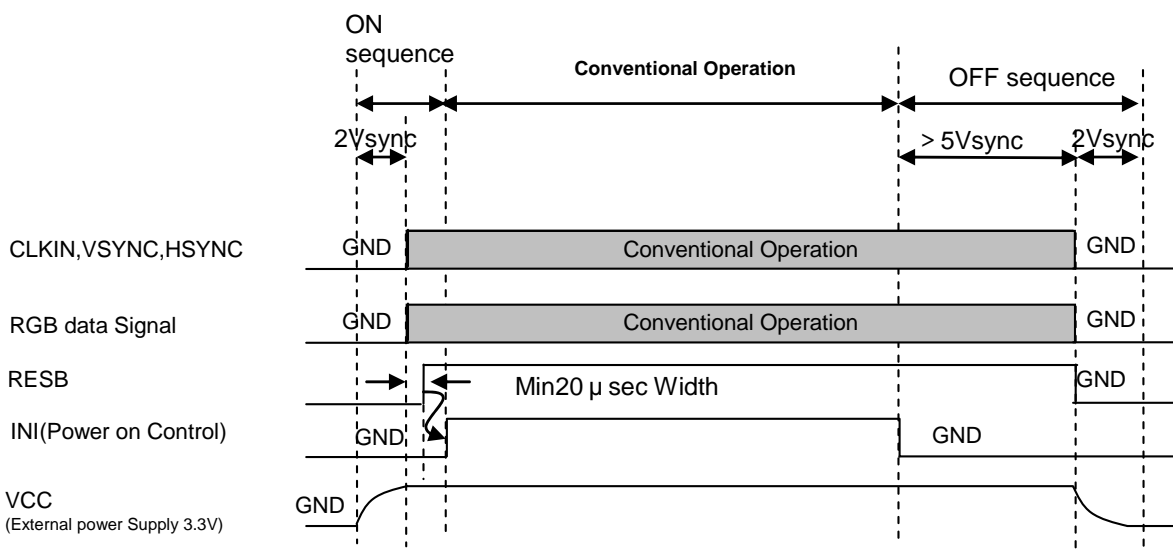 ON
sequence
Conventional Operation
OFF sequence
2Vsync
> 5Vsync
2Vsync
CLKIN,VSYNC,HSYNC
GND
Conventional Operation
GND
RGB data Signal
GND
Conventional Operation
GND
RESB
Min20 μ sec Width
GND
INI(Power on Control)
GND
GND
VCC
GND
(External power Supply 3.3V)